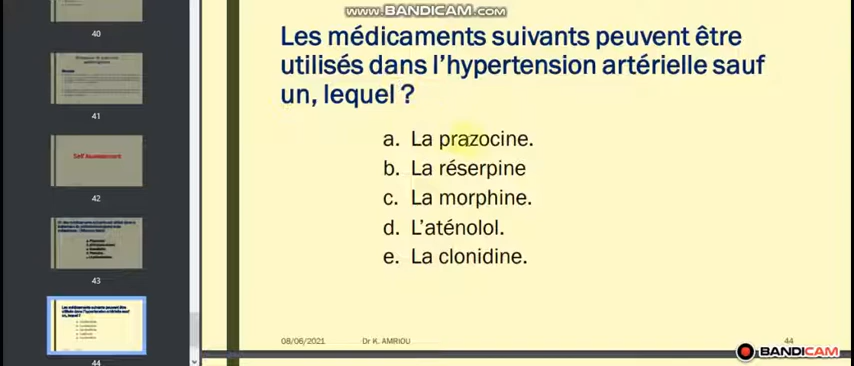 www.BANDICAM.com
40
41
Self Assessment
42
43
44
Les médicaments suivants peuvent être
utilisés dans l'hypertension artérielle sauf
un, lequel ?
a. La prazocine.
b. La réserpine
c. La morphine.
d. L'aténolol.
e. La clonidine.
08/06/2021 Dr K. AMRIOU 44
BANDICAM